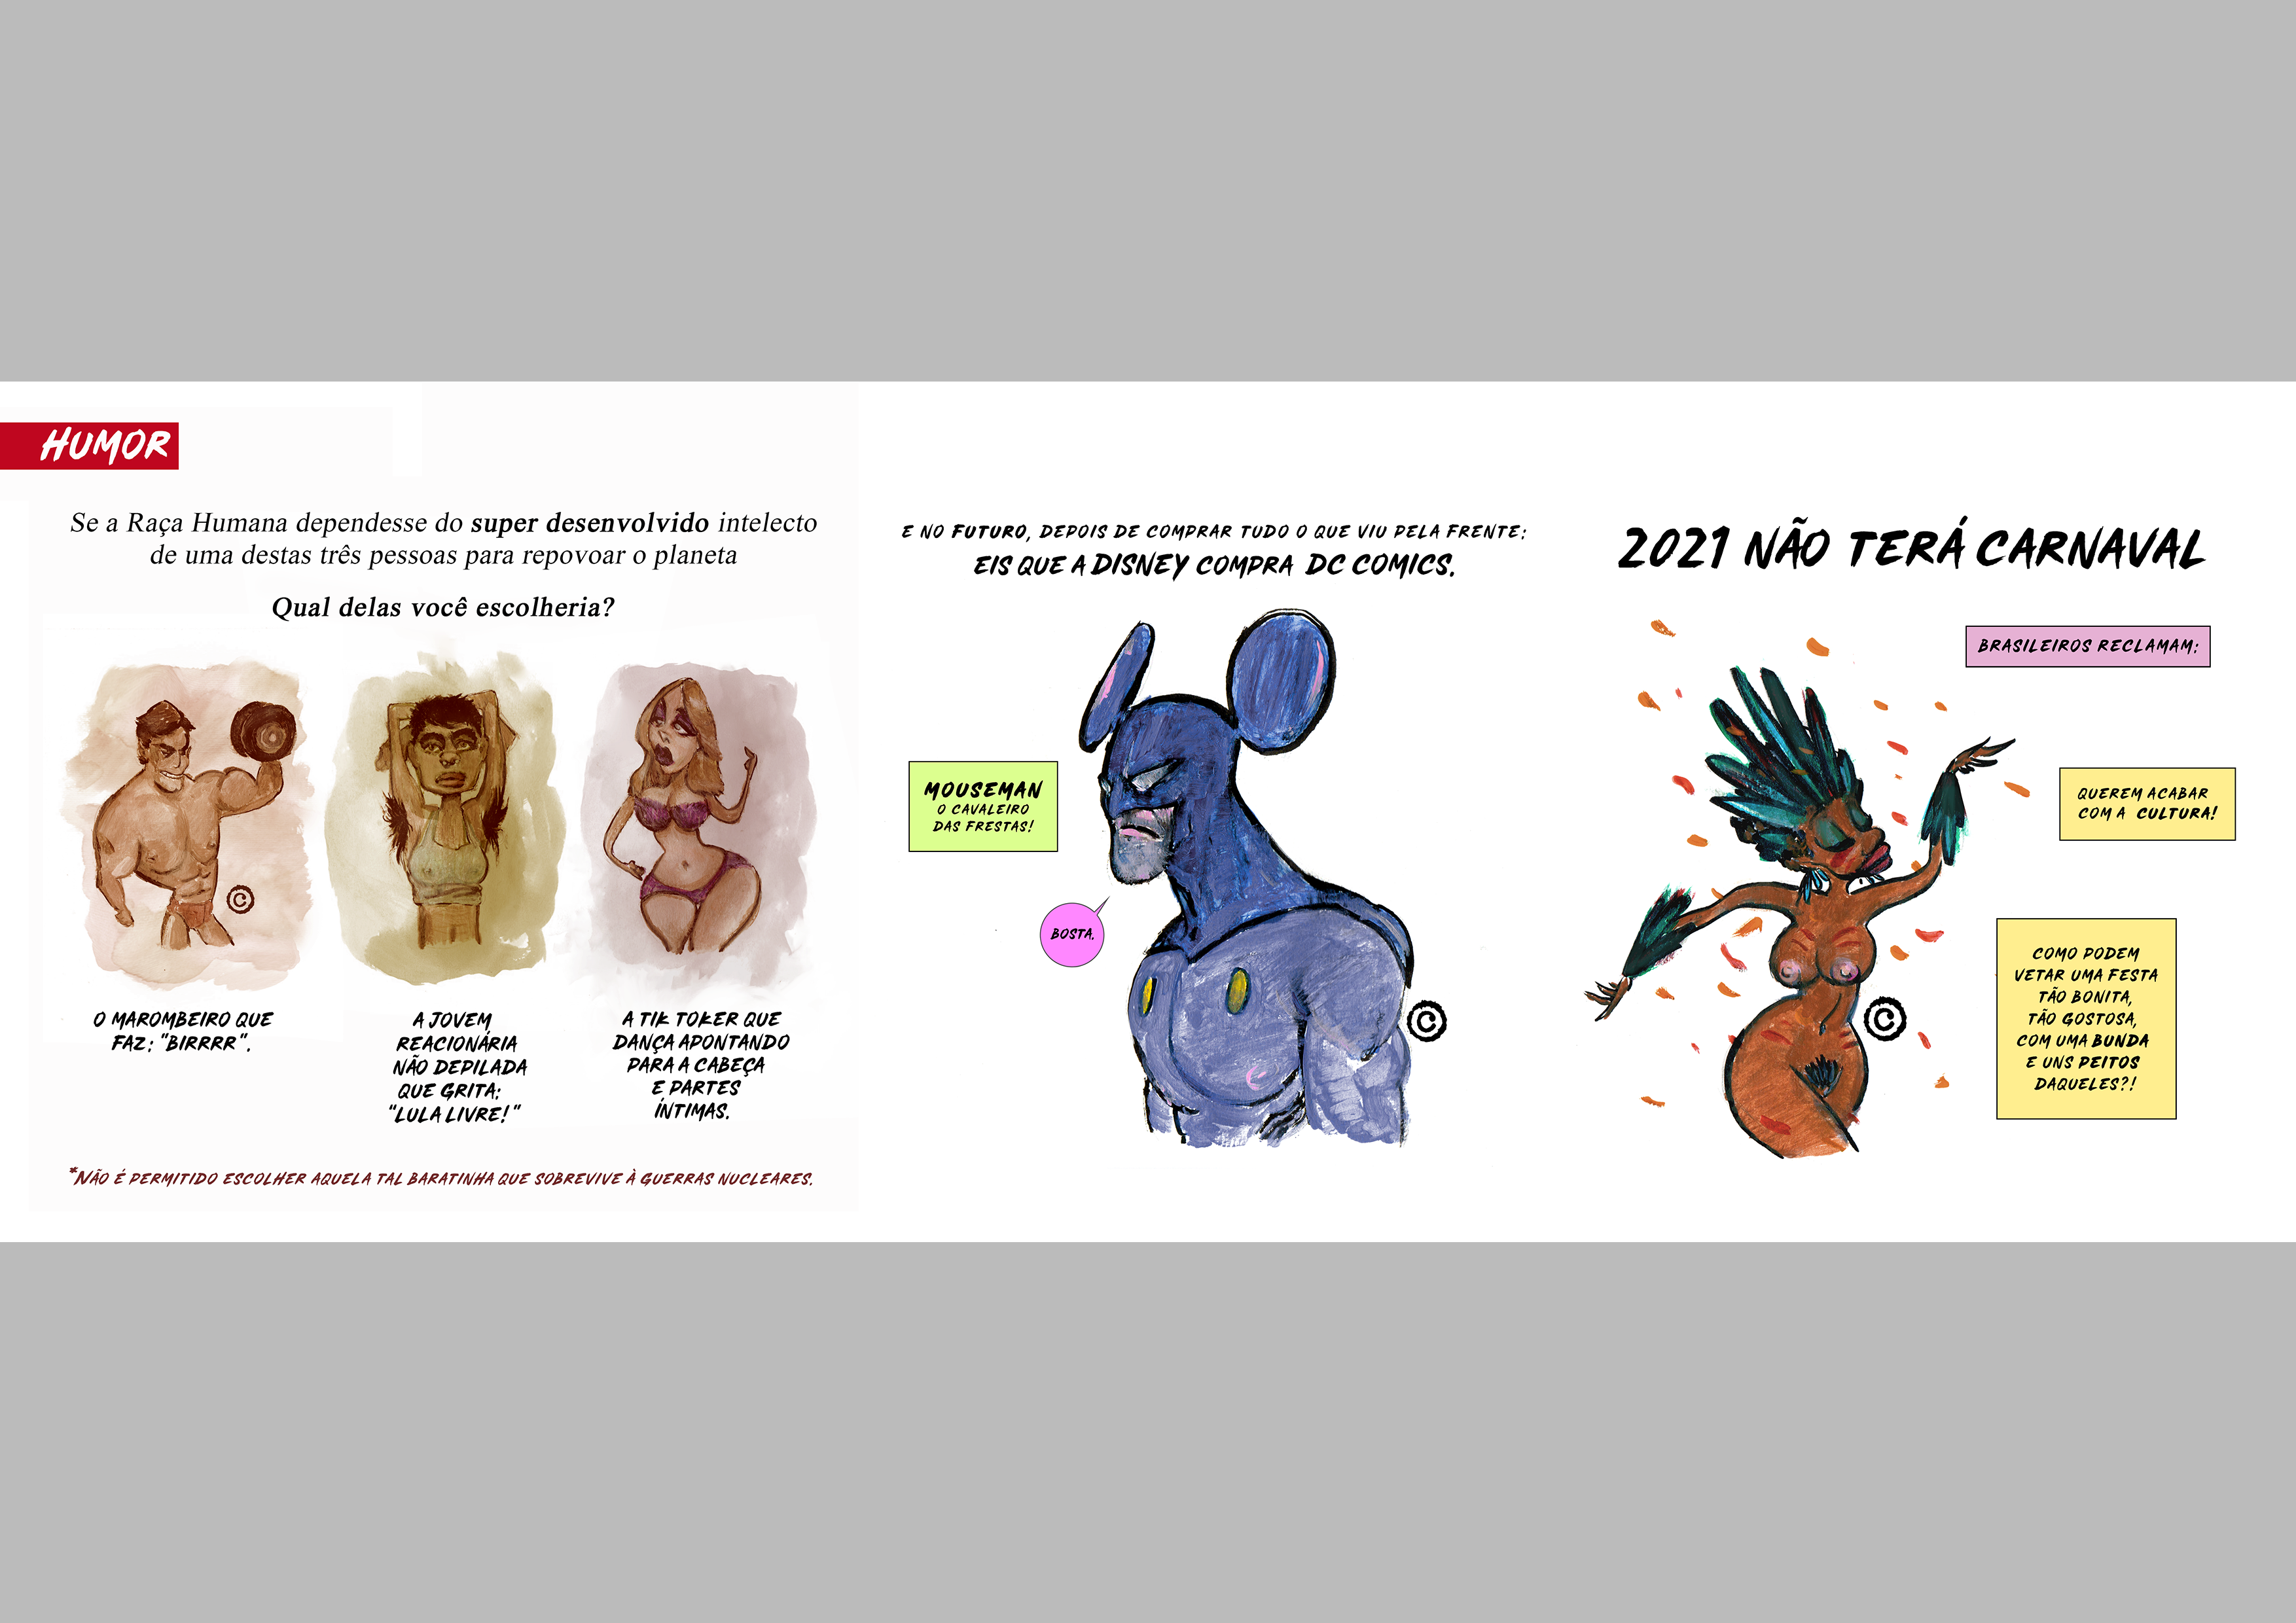 HUMOR
Se a Raça Humana dependesse do super desenvolvido intelecto
de uma destas três pessoas para repovoar o planeta
Qual delas você escolheria?
©
O MAROMBEIRO QUE
FAZ: "BIRRRR".
A JOVEM
REACIONÁRIA
NÃO DEPILADA
QUE GRITA:
"LULA LIVRE!"
A TIK TOKER QUE
DANÇA APONTANDO
PARA A CABEÇA
E PARTES
ÍNTIMAS.
*NÃO É PERMITIDO ESCOLHER AQUELA TAL BARATINHA QUE SOBREVIVE À GUERRAS NUCLEARES.
E NO FUTURO, DEPOIS DE COMPRAR TUDO O QUE VIU PELA FRENTE:
EIS QUE A DISNEY COMPRA DC COMICS.
MOUSEMAN
O CAVALEIRO
DAS FRESTAS!
BOSTA.
©
2021 NÃO TERÁ CARNAVAL
BRASILEIROS RECLAMAM:
QUEREM ACABAR
COM A CULTURA!
COMO PODEM
VETAR UMA FESTA
TÃO BONITA,
TÃO GOSTOSA,
COM UMA BUNDA
E UNS PEITOS
DAQUELES?!
©